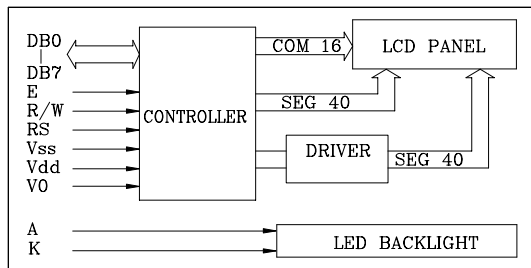 DB0
DB7
E
R/W
RS
Vss
Vdd
V0
A
K
CONTROLLER
COM 16
SEG 40
DRIVER
SEG 40
LCD PANEL
LED BACKLIGHT